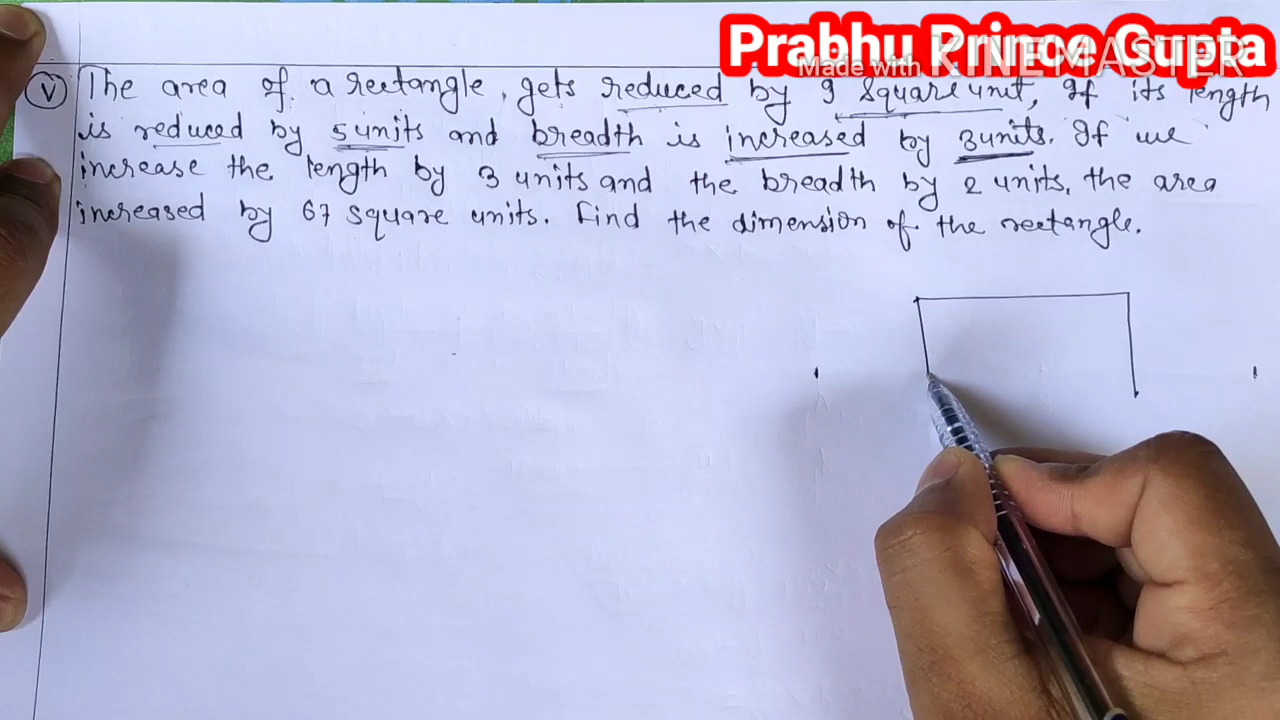 Prabhu Prince Gupta
Made with KINEMASTER
(V) The area of a rectangle, gets reduced by 9 square unit, if its length
is reduced by 5 units and breadth is increased by 3 units. If we
increase the length by 3 units and the breadth by 2 units, the area
increased by 67 square units. Find the dimension of the rectangle.